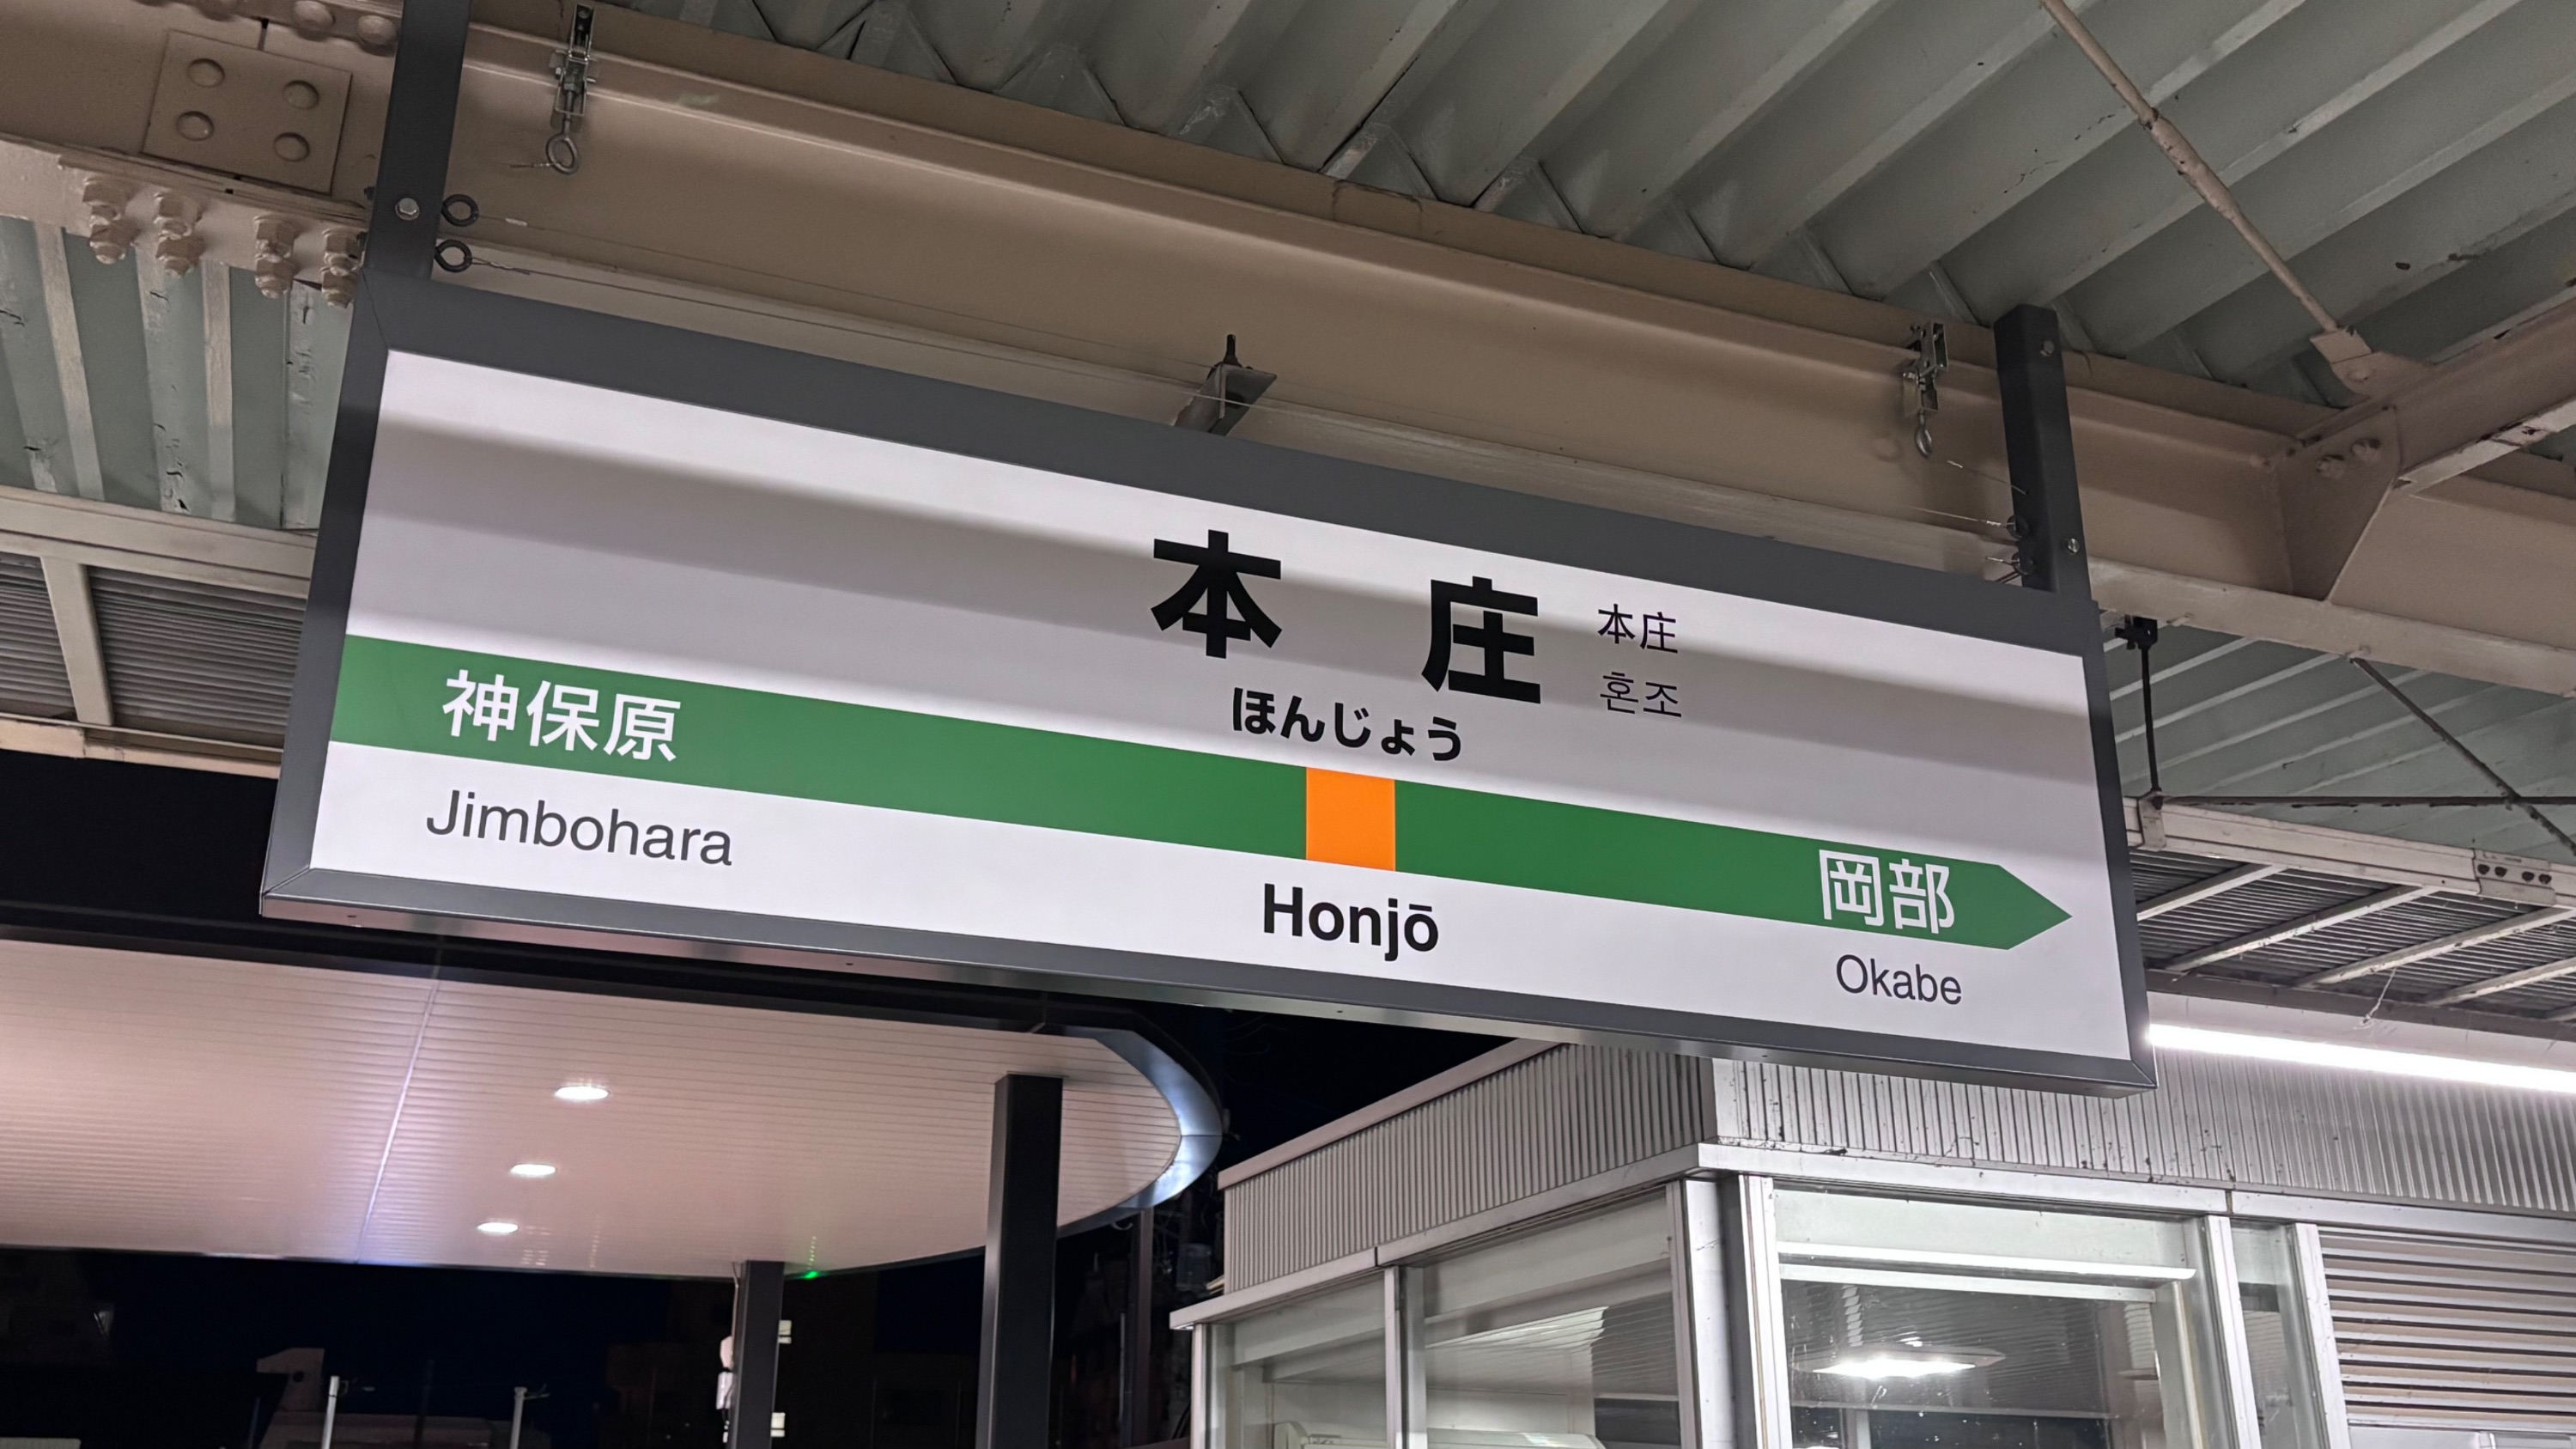 本庄
本庄
혼조
ほんじょう
神保原
岡部
Jimbohara
Honjō
Okabe